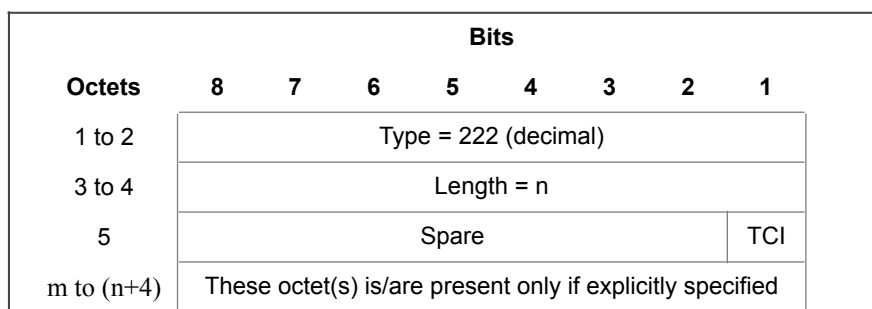 Bits
Octets 8 7 6 5 4 3 2 1
1 to 2 Type = 222 (decimal)
3 to 4 Length = n
5 Spare TCI
m to (n+4) These octet(s) is/are present only if explicitly specified